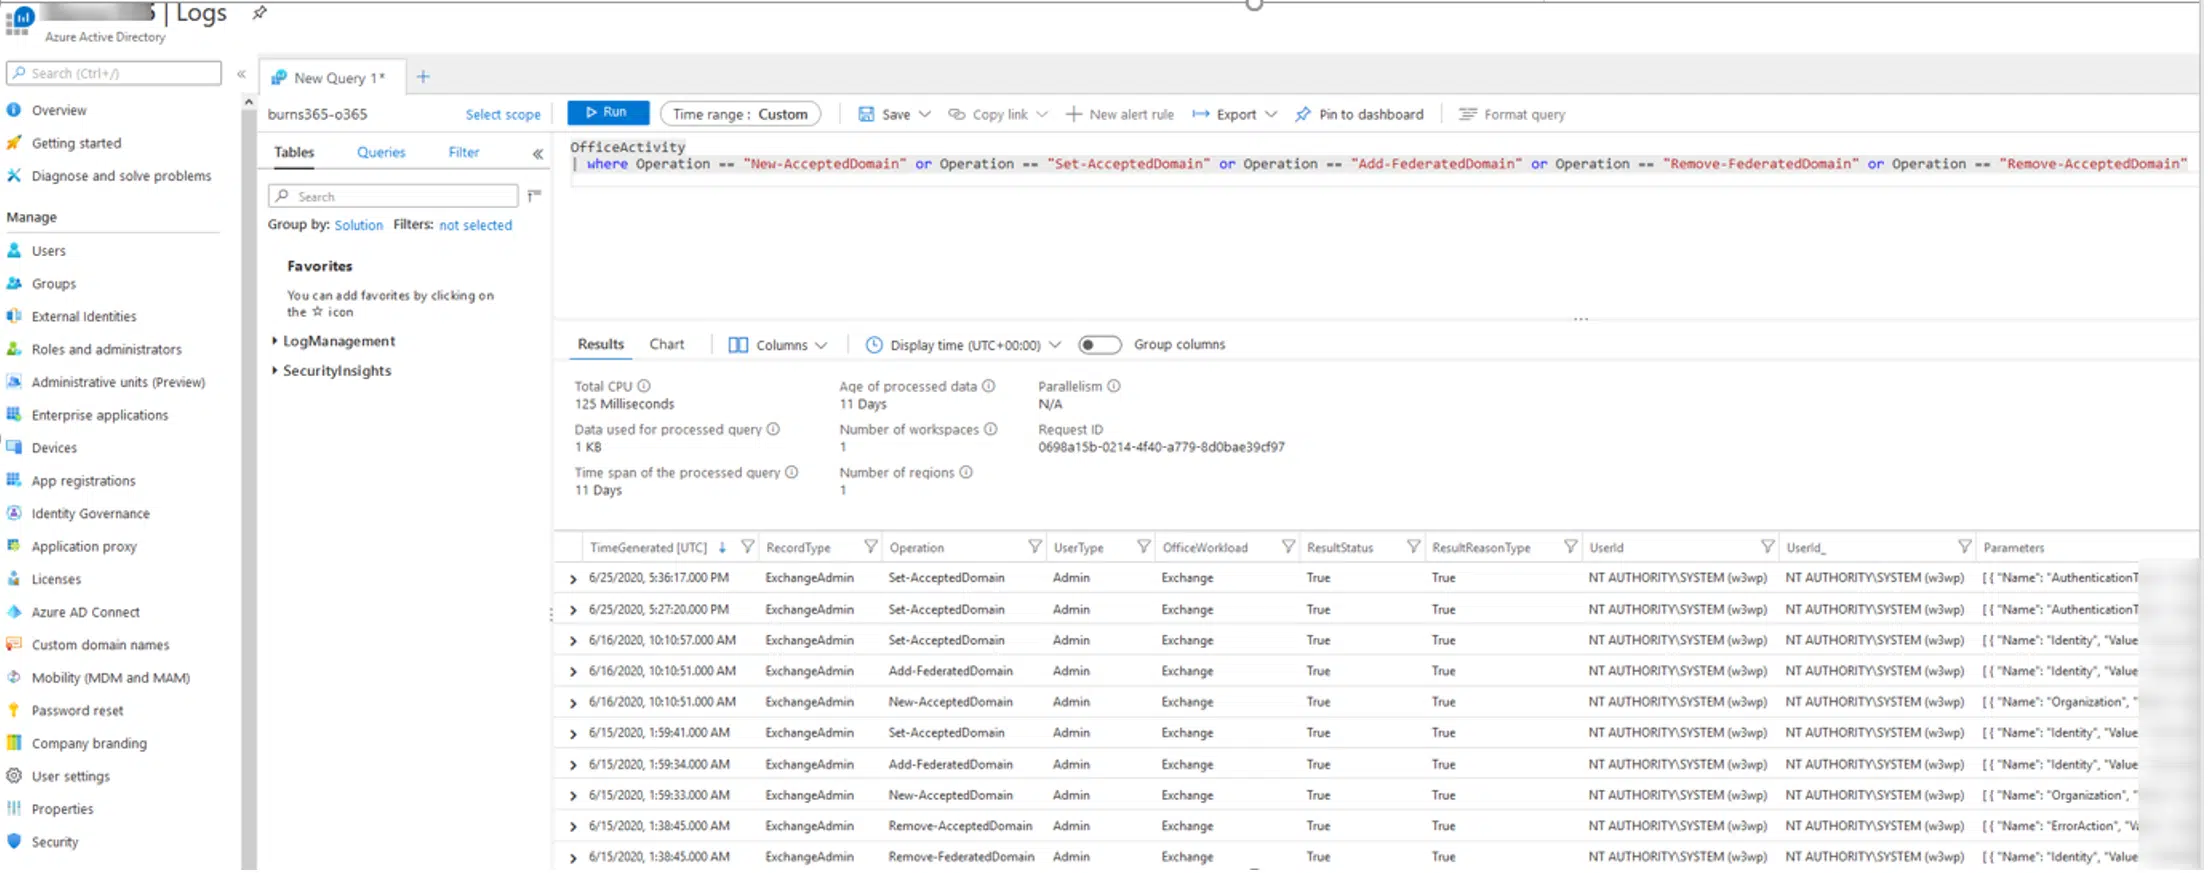 | Logs
Azure Active Directory
Search (Ctrl+/)
«
Overview
Getting started
Diagnose and solve problems
Manage
Users
Groups
External Identities
Roles and administrators
Administrative units (Preview)
Enterprise applications
Devices
App registrations
Identity Governance
Application proxy
Licenses
Azure AD Connect
Custom domain names
Mobility (MDM and MAM)
Password reset
Company branding
User settings
Properties
Security
New Query 1*
burns365-o365 Select scope
Run Time range : Custom Save Copy link New alert rule Export Pin to dashboard Format query
Tables Queries Filter «
Search
Group by: Solution Filters: not selected
Favorites
You can add favorites by clicking on
the ☆ icon
LogManagement
SecurityInsights
OfficeActivity
| where Operation == "New-AcceptedDomain" or Operation == "Set-AcceptedDomain" or Operation == "Add-FederatedDomain" or Operation == "Remove-FederatedDomain" or Operation == "Remove-AcceptedDomain"
Results Chart Columns Display time (UTC+00:00) Group columns
Total CPU
125 Milliseconds
Data used for processed query
1 KB
Time span of the processed query
11 Days
Age of processed data
11 Days
Number of workspaces
1
Number of regions
1
Parallelism
N/A
Request ID
0698a15b-0214-4f40-a779-8d0bae39cf97
TimeGenerated [UTC] RecordType Operation UserType OfficeWorkload ResultStatus ResultReasonType UserId UserId_ Parameters
6/25/2020, 5:36:17.000 PM ExchangeAdmin Set-AcceptedDomain Admin Exchange True True NT AUTHORITY\SYSTEM (w3wp) NT AUTHORITY\SYSTEM (w3wp) [ { "Name": "AuthenticationT
6/25/2020, 5:27:20.000 PM ExchangeAdmin Set-AcceptedDomain Admin Exchange True True NT AUTHORITY\SYSTEM (w3wp) NT AUTHORITY\SYSTEM (w3wp) [ { "Name": "AuthenticationT
6/16/2020, 10:10:57.000 AM ExchangeAdmin Set-AcceptedDomain Admin Exchange True True NT AUTHORITY\SYSTEM (w3wp) NT AUTHORITY\SYSTEM (w3wp) [ { "Name": "Identity", "Value
6/16/2020, 10:10:51.000 AM ExchangeAdmin Add-FederatedDomain Admin Exchange True True NT AUTHORITY\SYSTEM (w3wp) NT AUTHORITY\SYSTEM (w3wp) [ { "Name": "Identity", "Value
6/16/2020, 10:10:51.000 AM ExchangeAdmin New-AcceptedDomain Admin Exchange True True NT AUTHORITY\SYSTEM (w3wp) NT AUTHORITY\SYSTEM (w3wp) [ { "Name": "Organization", "
6/15/2020, 1:59:41.000 AM ExchangeAdmin Set-AcceptedDomain Admin Exchange True True NT AUTHORITY\SYSTEM (w3wp) NT AUTHORITY\SYSTEM (w3wp) [ { "Name": "Identity", "Value
6/15/2020, 1:59:34.000 AM ExchangeAdmin Add-FederatedDomain Admin Exchange True True NT AUTHORITY\SYSTEM (w3wp) NT AUTHORITY\SYSTEM (w3wp) [ { "Name": "Identity", "Value
6/15/2020, 1:59:33.000 AM ExchangeAdmin New-AcceptedDomain Admin Exchange True True NT AUTHORITY\SYSTEM (w3wp) NT AUTHORITY\SYSTEM (w3wp) [ { "Name": "Organization", "
6/15/2020, 1:38:45.000 AM ExchangeAdmin Remove-AcceptedDomain Admin Exchange True True NT AUTHORITY\SYSTEM (w3wp) NT AUTHORITY\SYSTEM (w3wp) [ { "Name": "ErrorAction", "Va
6/15/2020, 1:38:45.000 AM ExchangeAdmin Remove-FederatedDomain Admin Exchange True True NT AUTHORITY\SYSTEM (w3wp) NT AUTHORITY\SYSTEM (w3wp) [ { "Name": "Identity", "Value